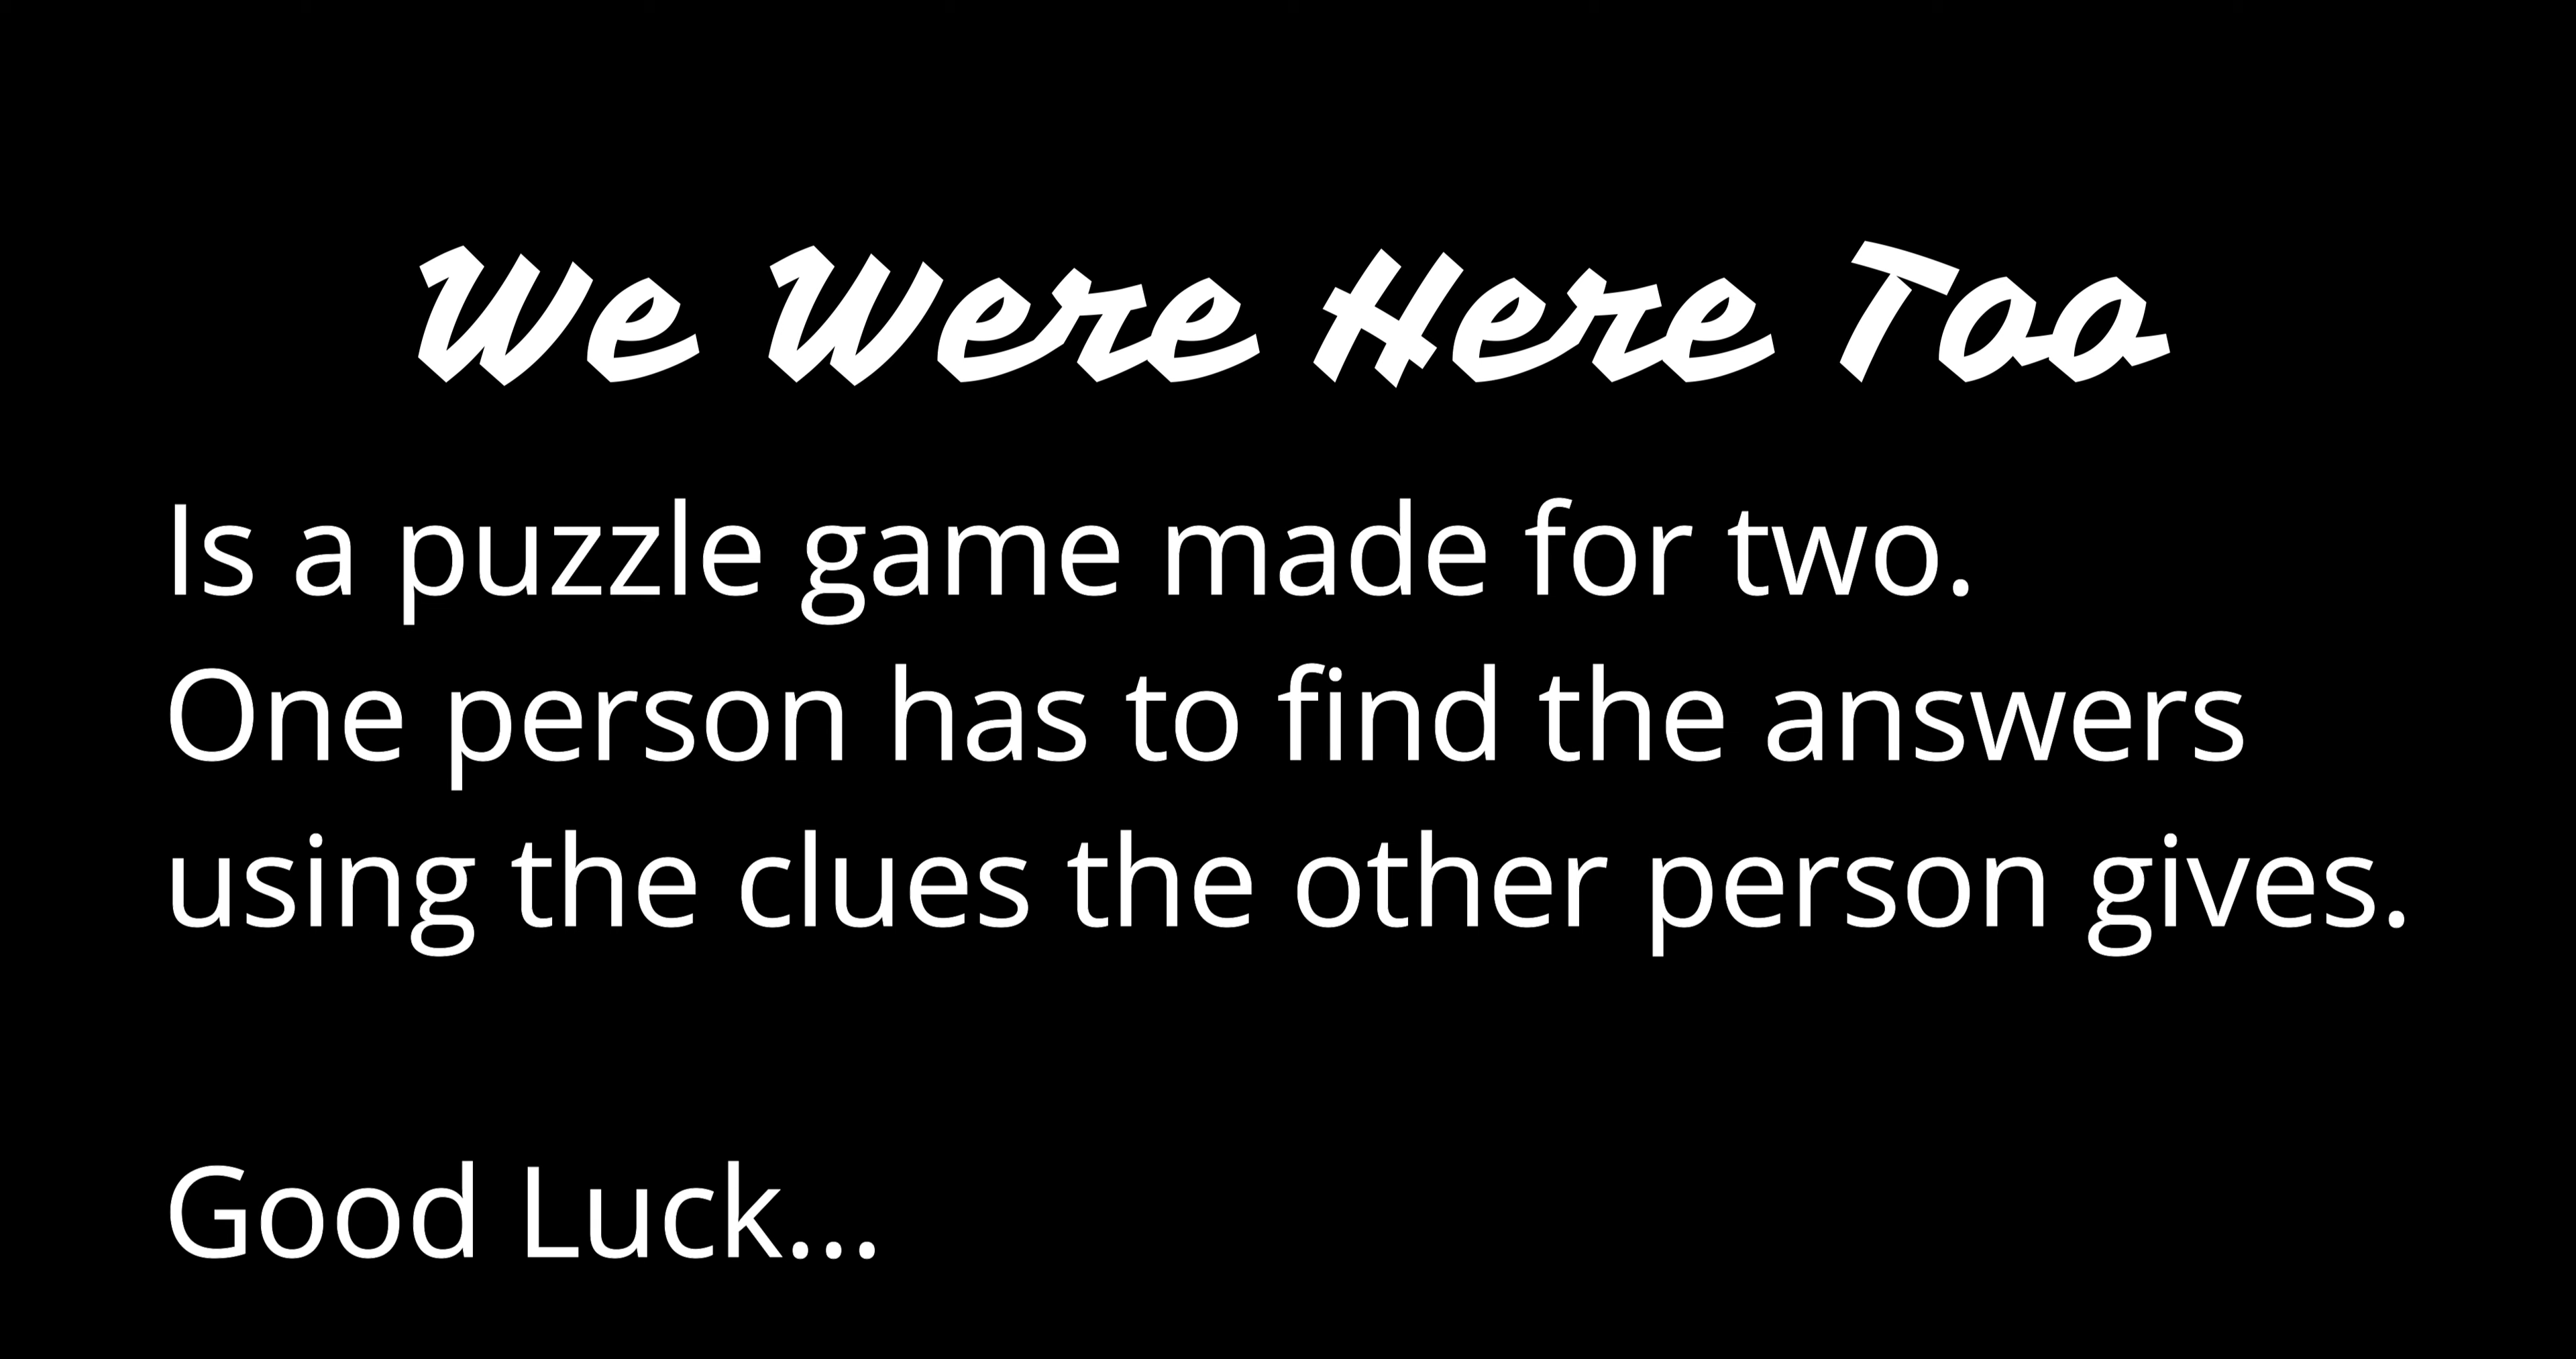 We Were Here Too
Is a puzzle game made for two.
One person has to find the answers
using the clues the other person gives.
Good Luck...